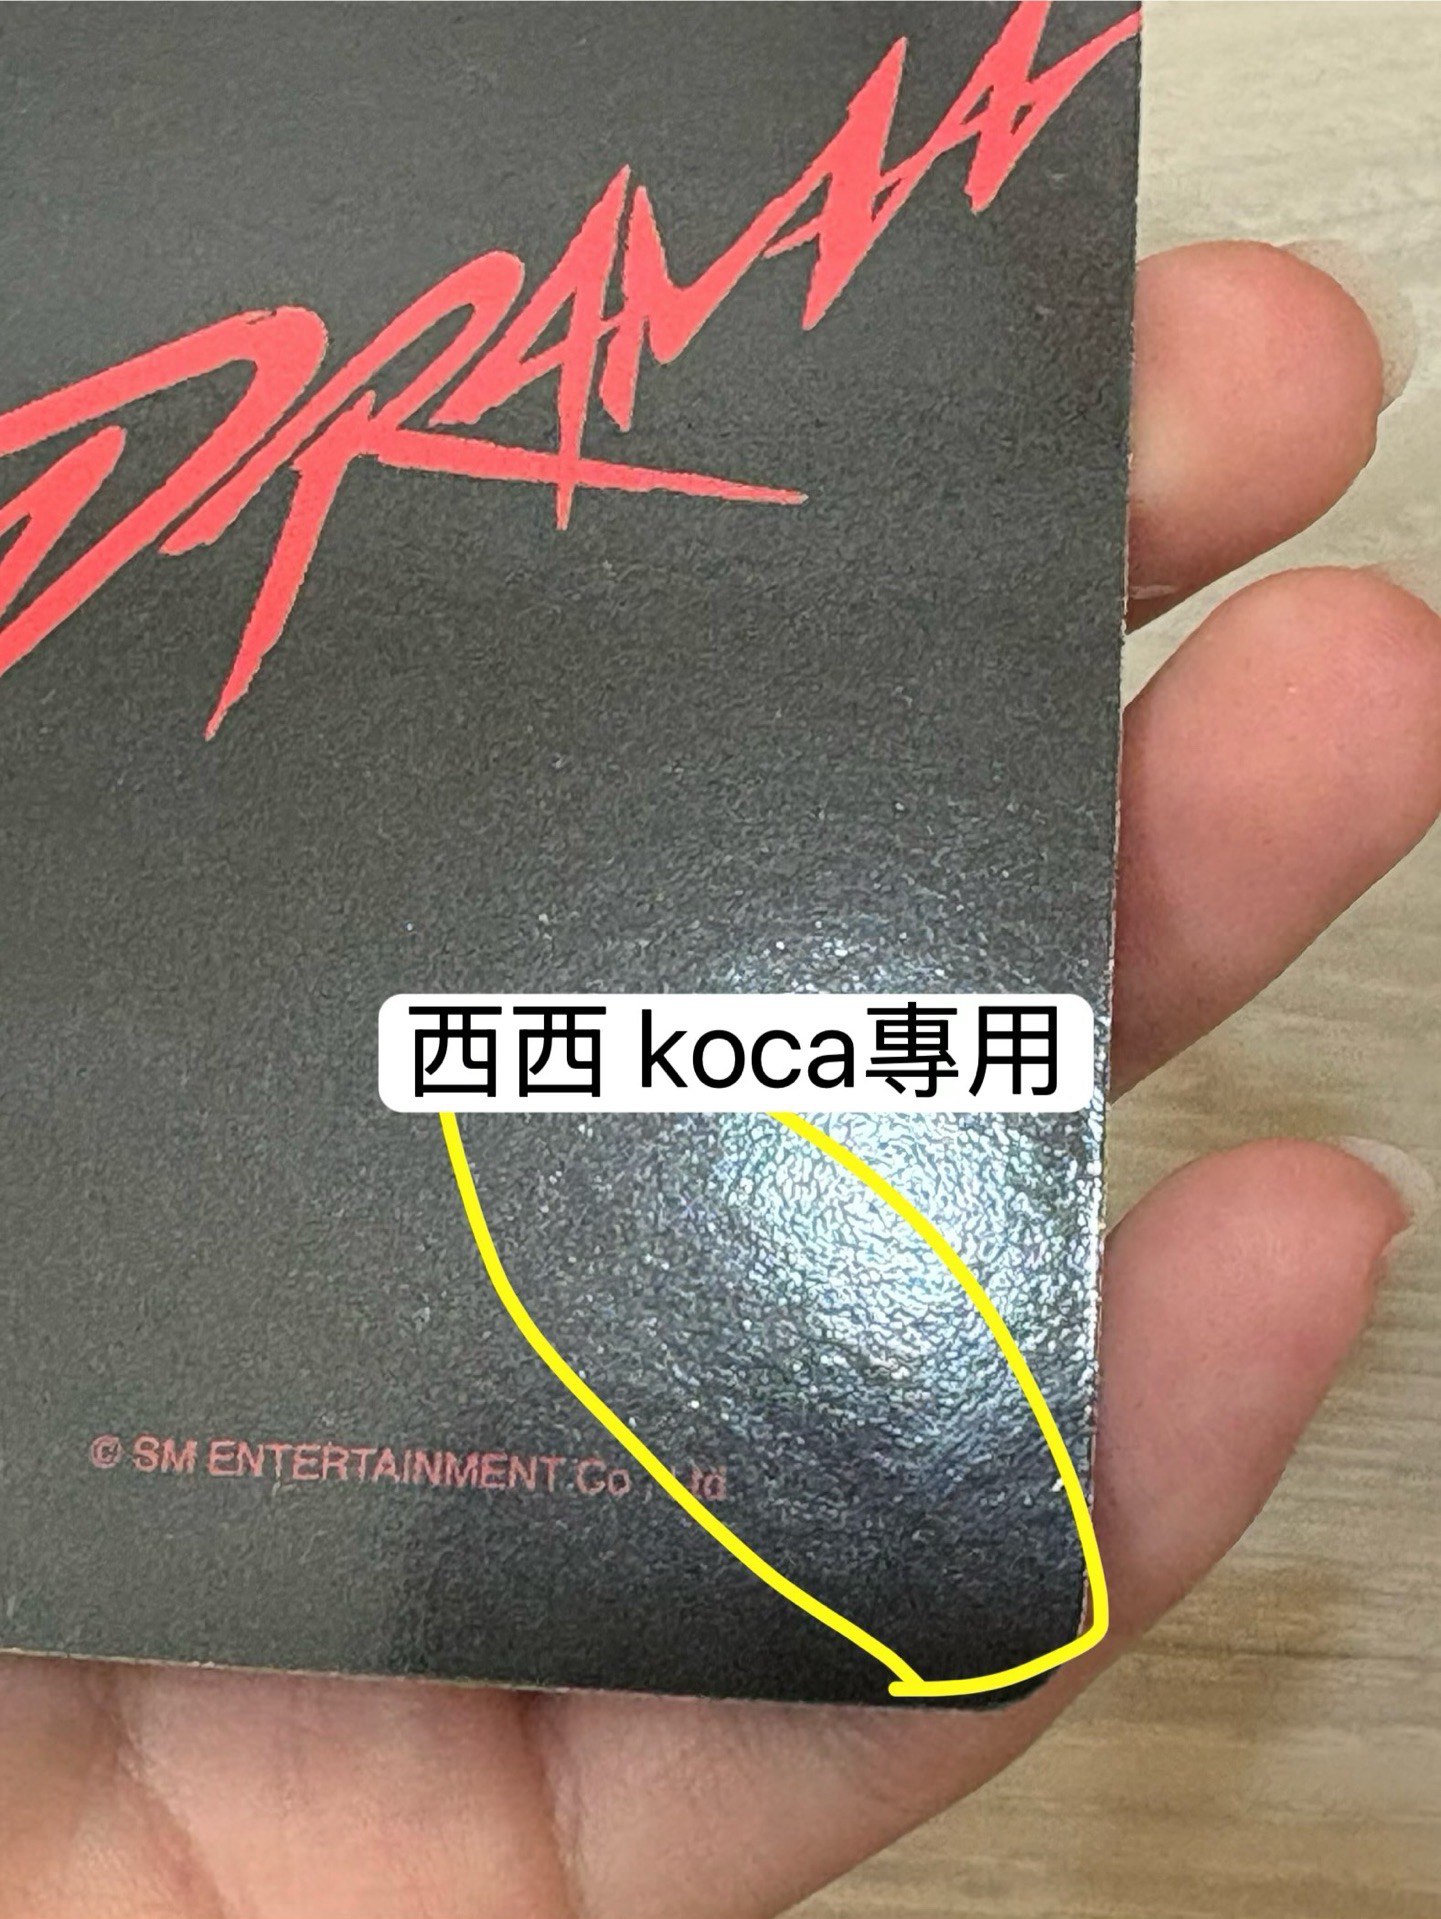 DRAMA
西西 koca專用
© SM ENTERTAINMENT Co., Ltd.